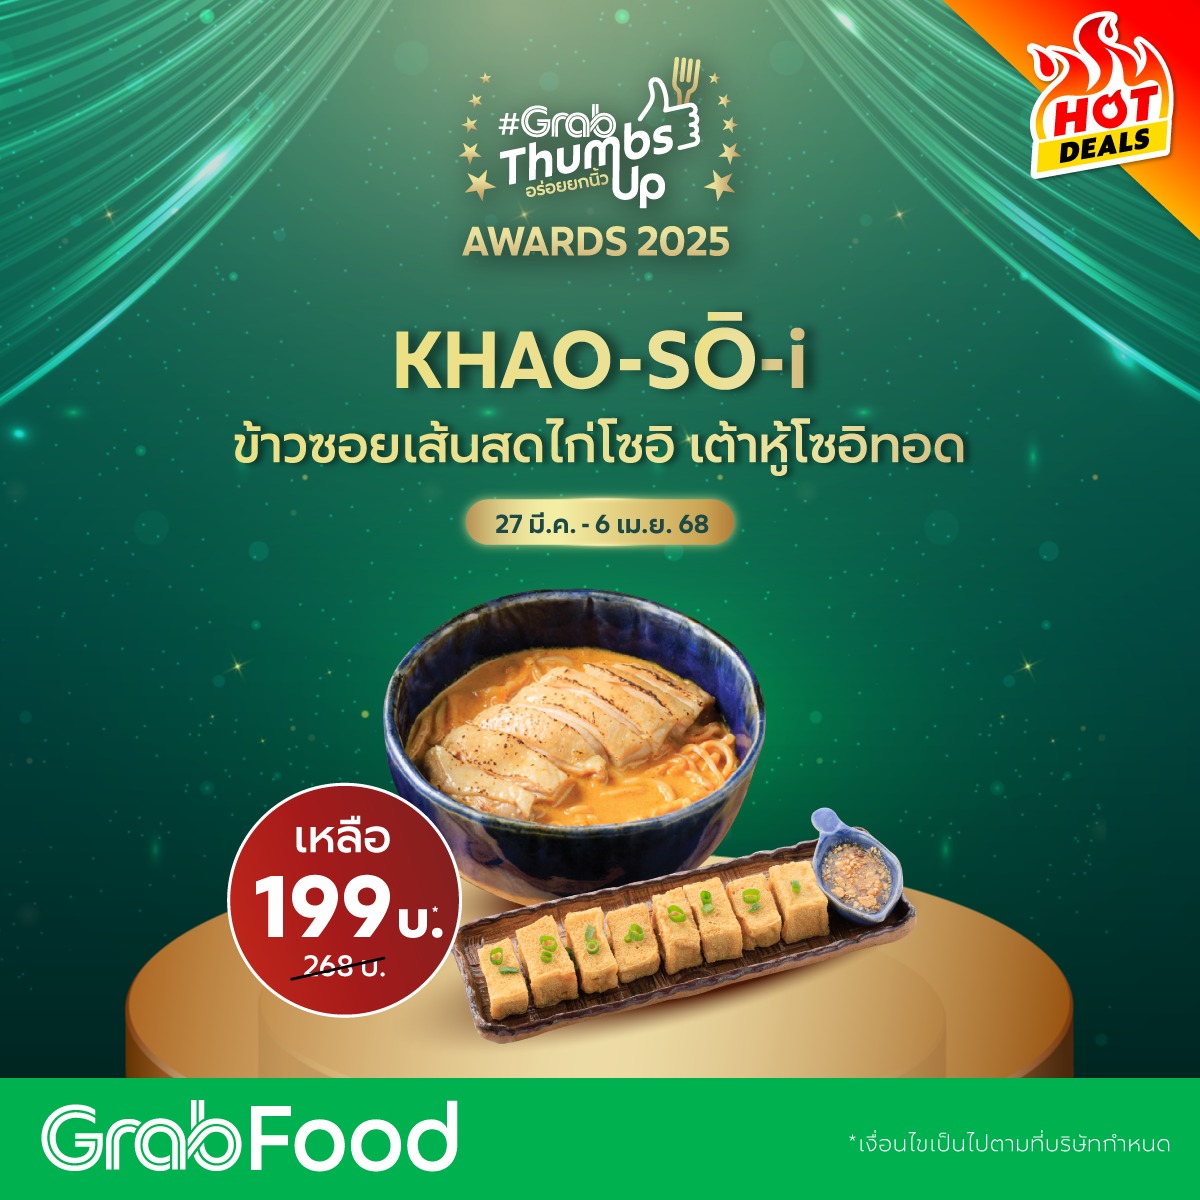 #Grab
Thumbs
อร่อยยกนิ้ว
Up
AWARDS 2025
HOT
DEALS
KHAO-SŌ-i
ข้าวซอยเส้นสดไก่โซอิ เต้าหู้โซอิทอด
27 มี.ค. - 6 เม.ย. 68
เหลือ
199 บ.*
268 บ.
GrabFood
*เงื่อนไขเป็นไปตามที่บริษัทกำหนด